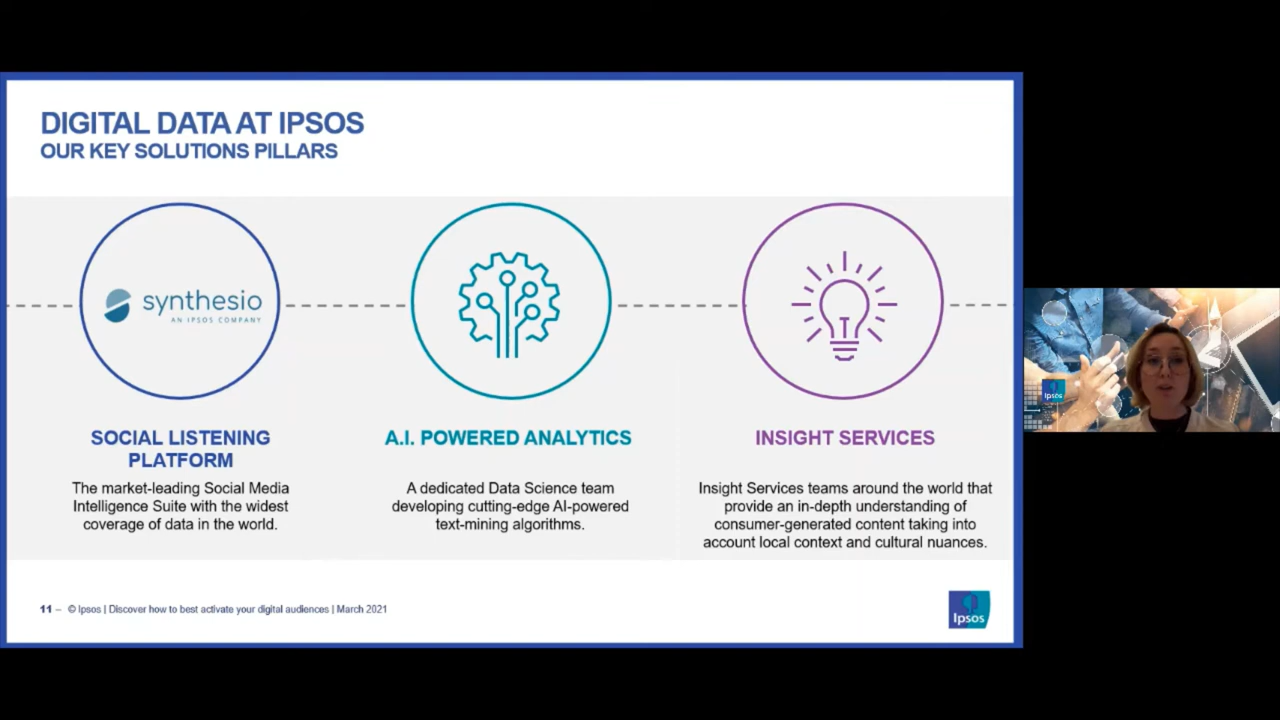 DIGITAL DATA AT IPSOS
OUR KEY SOLUTIONS PILLARS
synthesio
AN IPSOS COMPANY
SOCIAL LISTENING
PLATFORM
The market-leading Social Media
Intelligence Suite with the widest
coverage of data in the world.
A.I. POWERED ANALYTICS
A dedicated Data Science team
developing cutting-edge AI-powered
text-mining algorithms.
INSIGHT SERVICES
Insight Services teams around the world that
provide an in-depth understanding of
consumer-generated content taking into
account local context and cultural nuances.
11 – © Ipsos | Discover how to best activate your digital audiences | March 2021
Ipsos
Ipsos